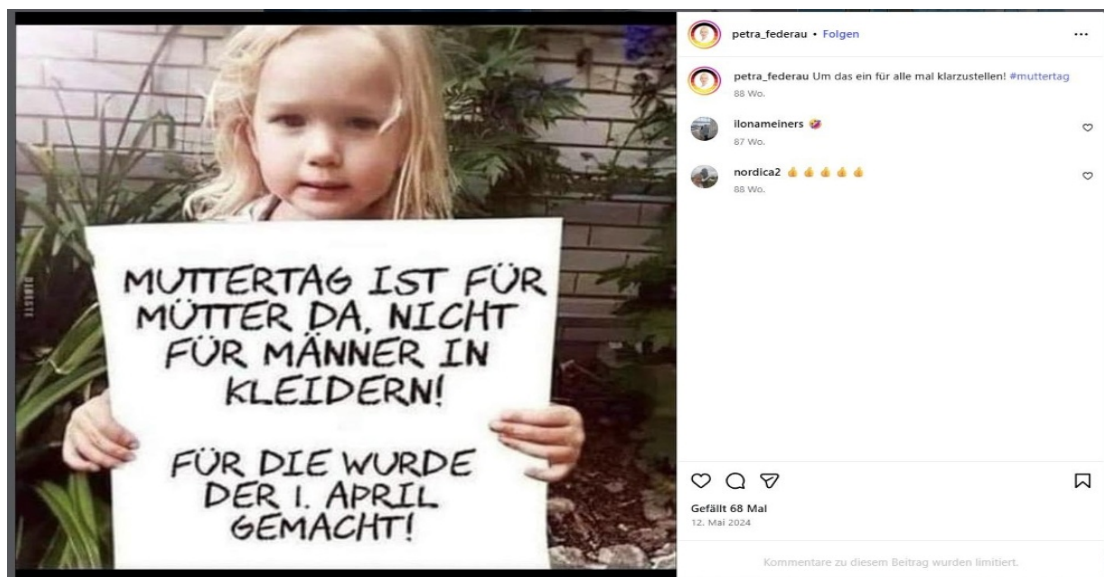 MUTTERTAG IST FÜR
MÜTTER DA, NICHT
FÜR MÄNNER IN
KLEIDERN!
FÜR DIE WURDE
DER 1. APRIL
GEMACHT!
DEBESTE
petra_federau • Folgen
petra_federau Um das ein für alle mal klarzustellen! #muttertag
88 Wo.
ilonameiners 🤣
87 Wo.
nordica2 👍👍👍👍👍
88 Wo.
Gefällt 68 Mal
12. Mai 2024
Kommentare zu diesem Beitrag wurden limitiert.